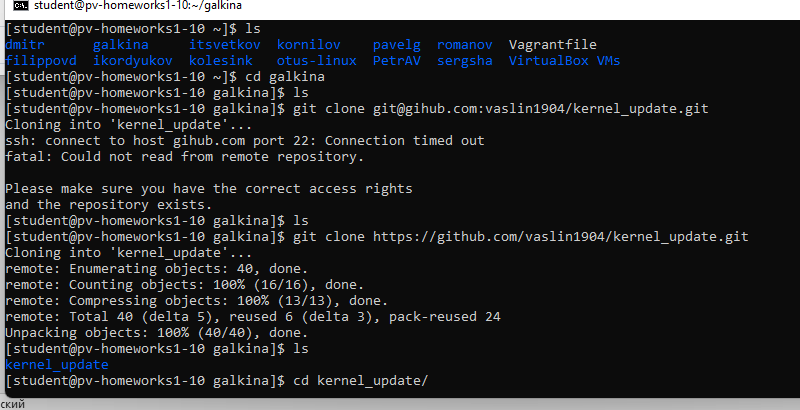 student@pv-homeworks1-10:~/galkina
[student@pv-homeworks1-10 ~]$ ls
dmitr galkina itsvetkov kornilov pavelg romanov Vagrantfile
filippovd ikordyukov kolesink otus-linux PetrAV sergsha VirtualBox VMs
[student@pv-homeworks1-10 ~]$ cd galkina
[student@pv-homeworks1-10 galkina]$ ls
[student@pv-homeworks1-10 galkina]$ git clone git@gihub.com:vaslin1904/kernel_update.git
Cloning into 'kernel_update'...
ssh: connect to host gihub.com port 22: Connection timed out
fatal: Could not read from remote repository.
Please make sure you have the correct access rights
and the repository exists.
[student@pv-homeworks1-10 galkina]$ ls
[student@pv-homeworks1-10 galkina]$ git clone https://github.com/vaslin1904/kernel_update.git
Cloning into 'kernel_update'...
remote: Enumerating objects: 40, done.
remote: Counting objects: 100% (16/16), done.
remote: Compressing objects: 100% (13/13), done.
remote: Total 40 (delta 5), reused 6 (delta 3), pack-reused 24
Unpacking objects: 100% (40/40), done.
[student@pv-homeworks1-10 galkina]$ ls
kernel_update
[student@pv-homeworks1-10 galkina]$ cd kernel_update/
ский